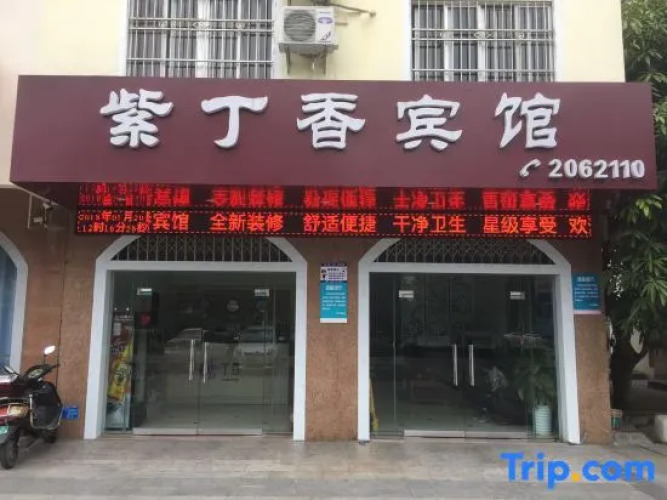 紫丁香宾馆
2062110
宾馆 全新装修 舒适便捷 干净卫生 星级享受 欢
Trip.com